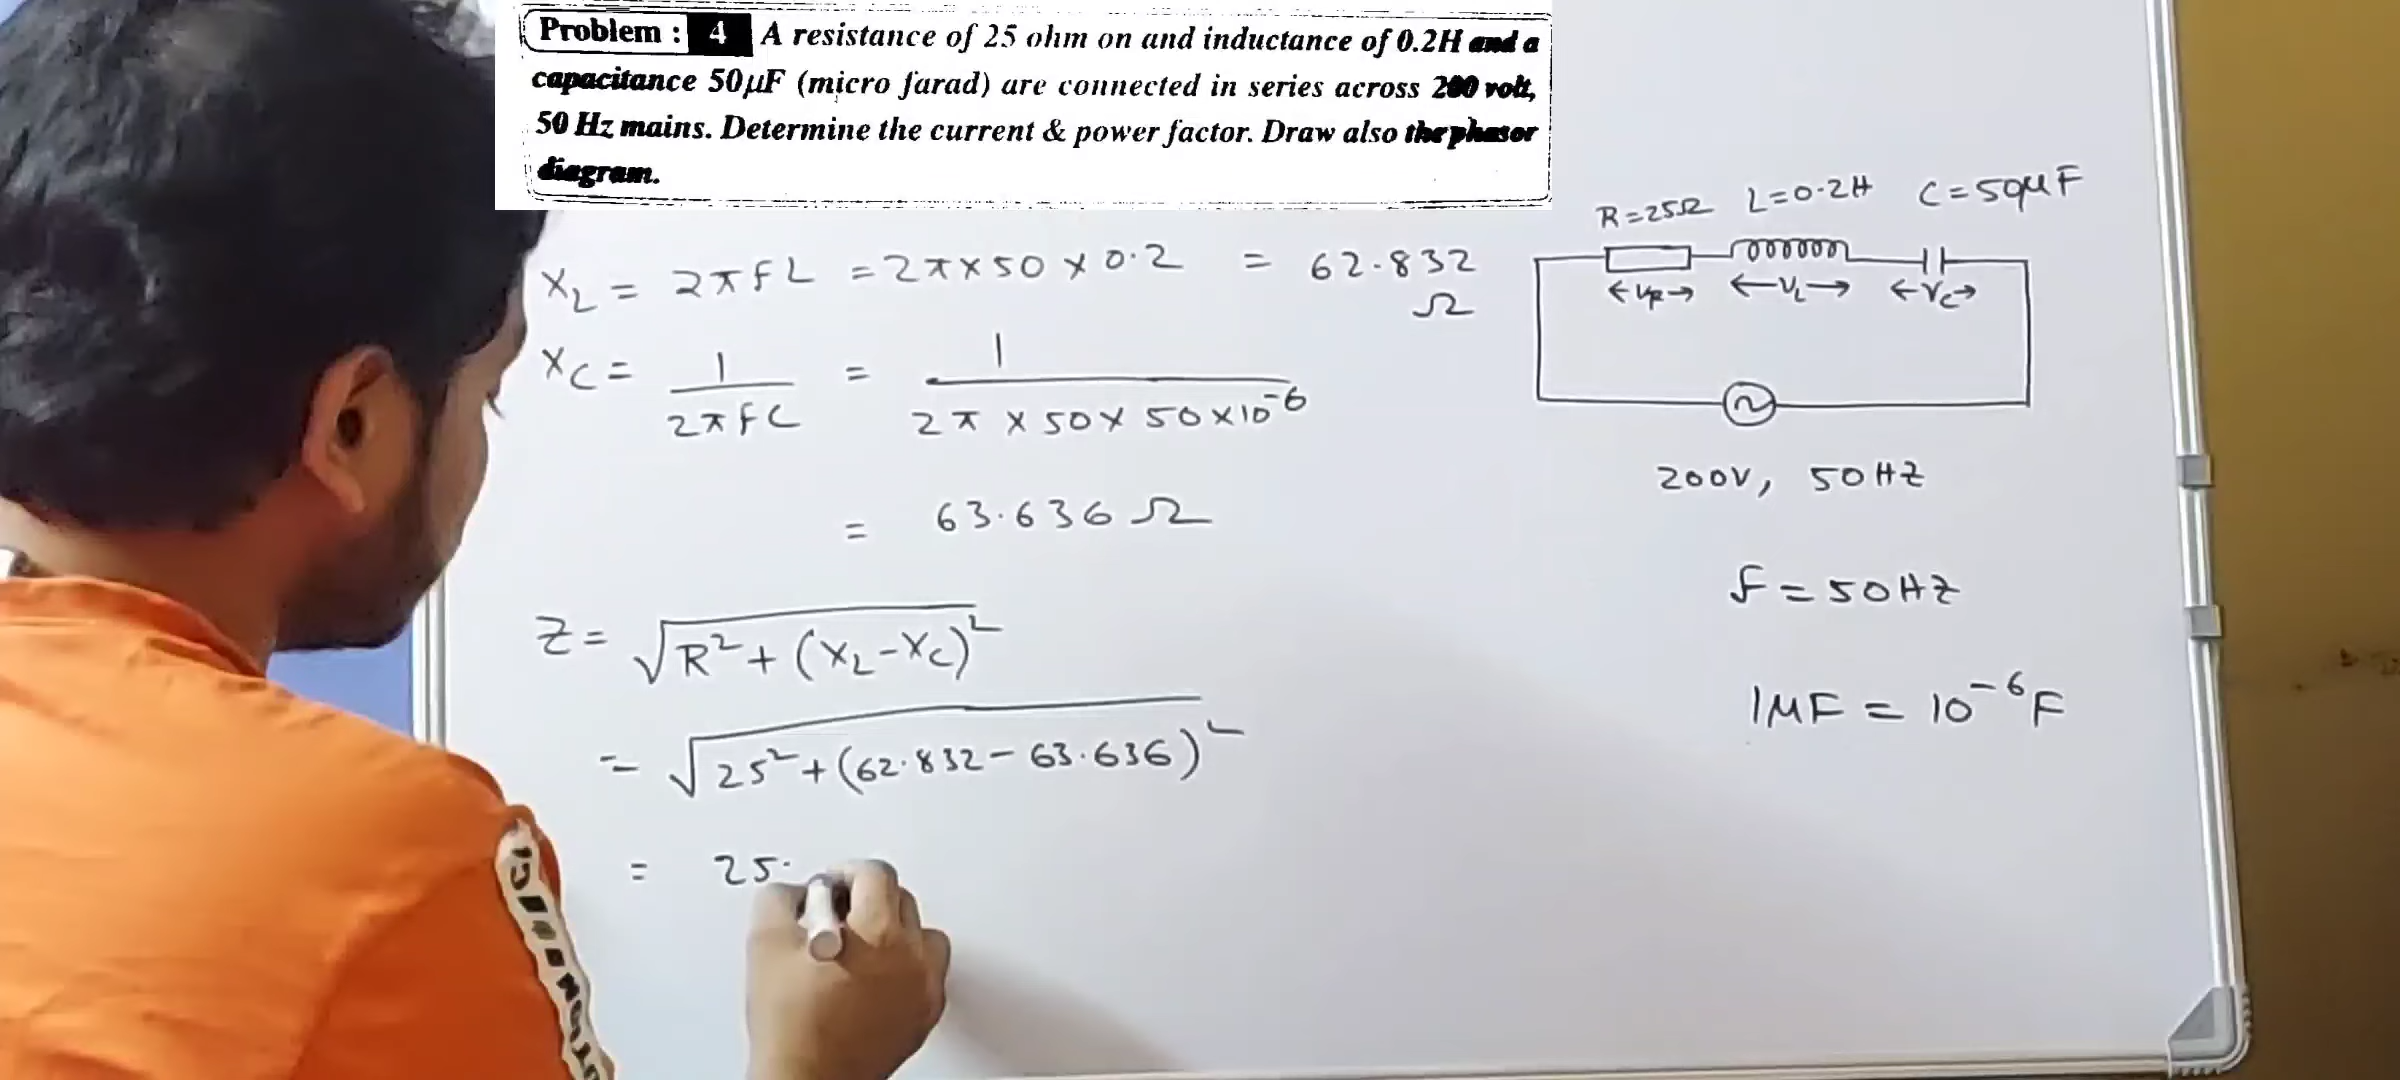 Problem : 4 A resistance of 25 ohm on and inductance of 0.2H and a
capacitance 50μF (micro farad) are connected in series across 200 volt,
50 Hz mains. Determine the current & power factor. Draw also the phasor
diagram.
R=25Ω L=0.2H C=50μF
←VR→ ←VL→ ←VC→
200V, 50HZ
f=50HZ
1μF = 10⁻⁶F
XL = 2πfL = 2π×50×0.2 = 62.832 Ω
XC = 1/2πfC = 1/2π × 50× 50×10⁻⁶
= 63.636 Ω
Z= √R²+(XL-XC)²
= √25²+(62.832-63.636)²
= 25.